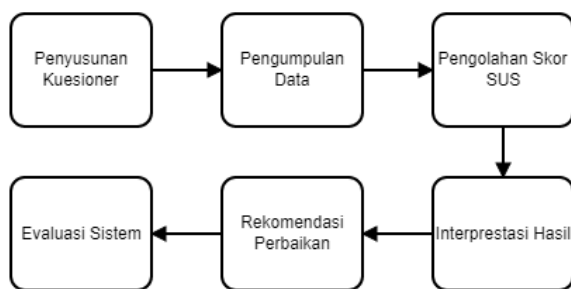 Penyusunan
Kuesioner
Pengumpulan
Data
Pengolahan Skor
SUS
Evaluasi Sistem
Rekomendasi
Perbaikan
Interprestasi Hasil